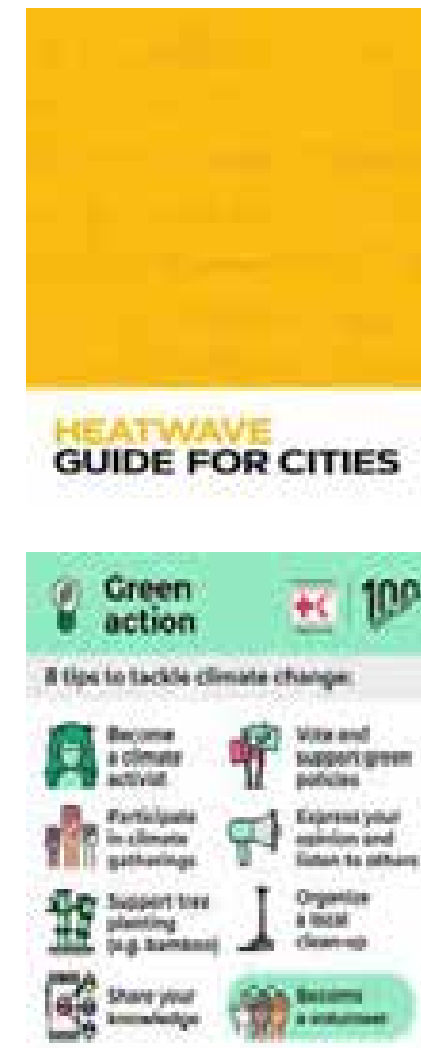 HEATWAVE
GUIDE FOR CITIES
Green
action
100
8 tips to tackle climate change:
Become
a climate
activist
Vote and
support green
policies
Participate
in climate
gatherings
Express your
opinion and
listen to others
Support tree
planting
(e.g. bamboo)
Organize
a local
clean-up
Share your
knowledge
Become
a volunteer